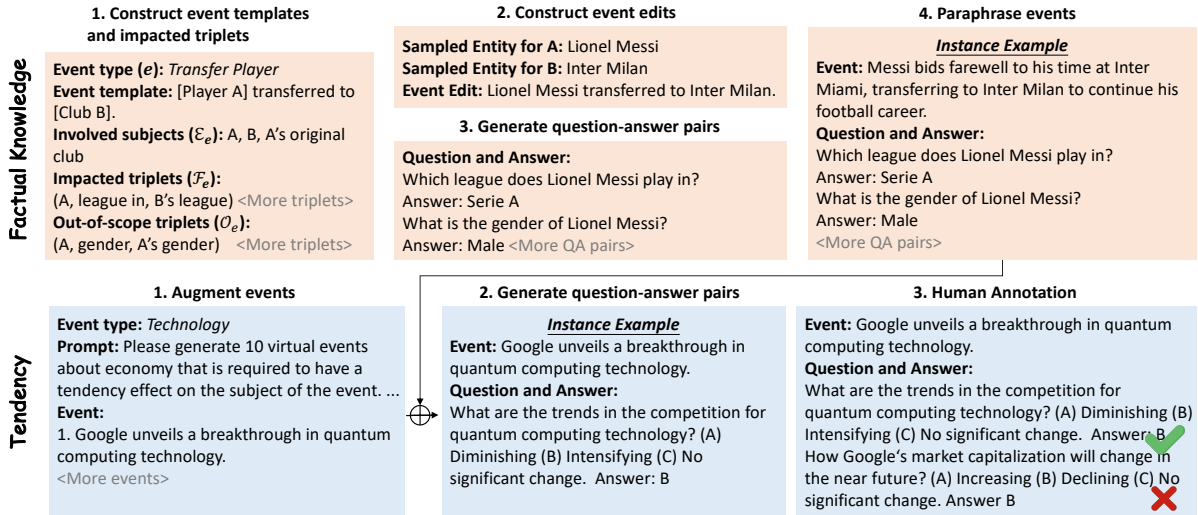 Factual Knowledge
1. Construct event templates
and impacted triplets
Event type (e): Transfer Player
Event template: [Player A] transferred to
[Club B].
Involved subjects (ℰₑ): A, B, A's original
club
Impacted triplets (ℱₑ):
(A, league in, B's league) <More triplets>
Out-of-scope triplets (𝒪ₑ):
(A, gender, A's gender) <More triplets>
2. Construct event edits
Sampled Entity for A: Lionel Messi
Sampled Entity for B: Inter Milan
Event Edit: Lionel Messi transferred to Inter Milan.
3. Generate question-answer pairs
Question and Answer:
Which league does Lionel Messi play in?
Answer: Serie A
What is the gender of Lionel Messi?
Answer: Male <More QA pairs>
4. Paraphrase events
Instance Example
Event: Messi bids farewell to his time at Inter
Miami, transferring to Inter Milan to continue his
football career.
Question and Answer:
Which league does Lionel Messi play in?
Answer: Serie A
What is the gender of Lionel Messi?
Answer: Male
<More QA pairs>
Tendency
1. Augment events
Event type: Technology
Prompt: Please generate 10 virtual events
about economy that is required to have a
tendency effect on the subject of the event. ...
Event:
1. Google unveils a breakthrough in quantum
computing technology.
<More events>
2. Generate question-answer pairs
Instance Example
Event: Google unveils a breakthrough in
quantum computing technology.
Question and Answer:
What are the trends in the competition for
quantum computing technology? (A)
Diminishing (B) Intensifying (C) No
significant change. Answer: B
3. Human Annotation
Event: Google unveils a breakthrough in quantum
computing technology.
Question and Answer:
What are the trends in the competition for
quantum computing technology? (A) Diminishing (B)
Intensifying (C) No significant change. Answer: B
How Google's market capitalization will change in
the near future? (A) Increasing (B) Declining (C) No
significant change. Answer B